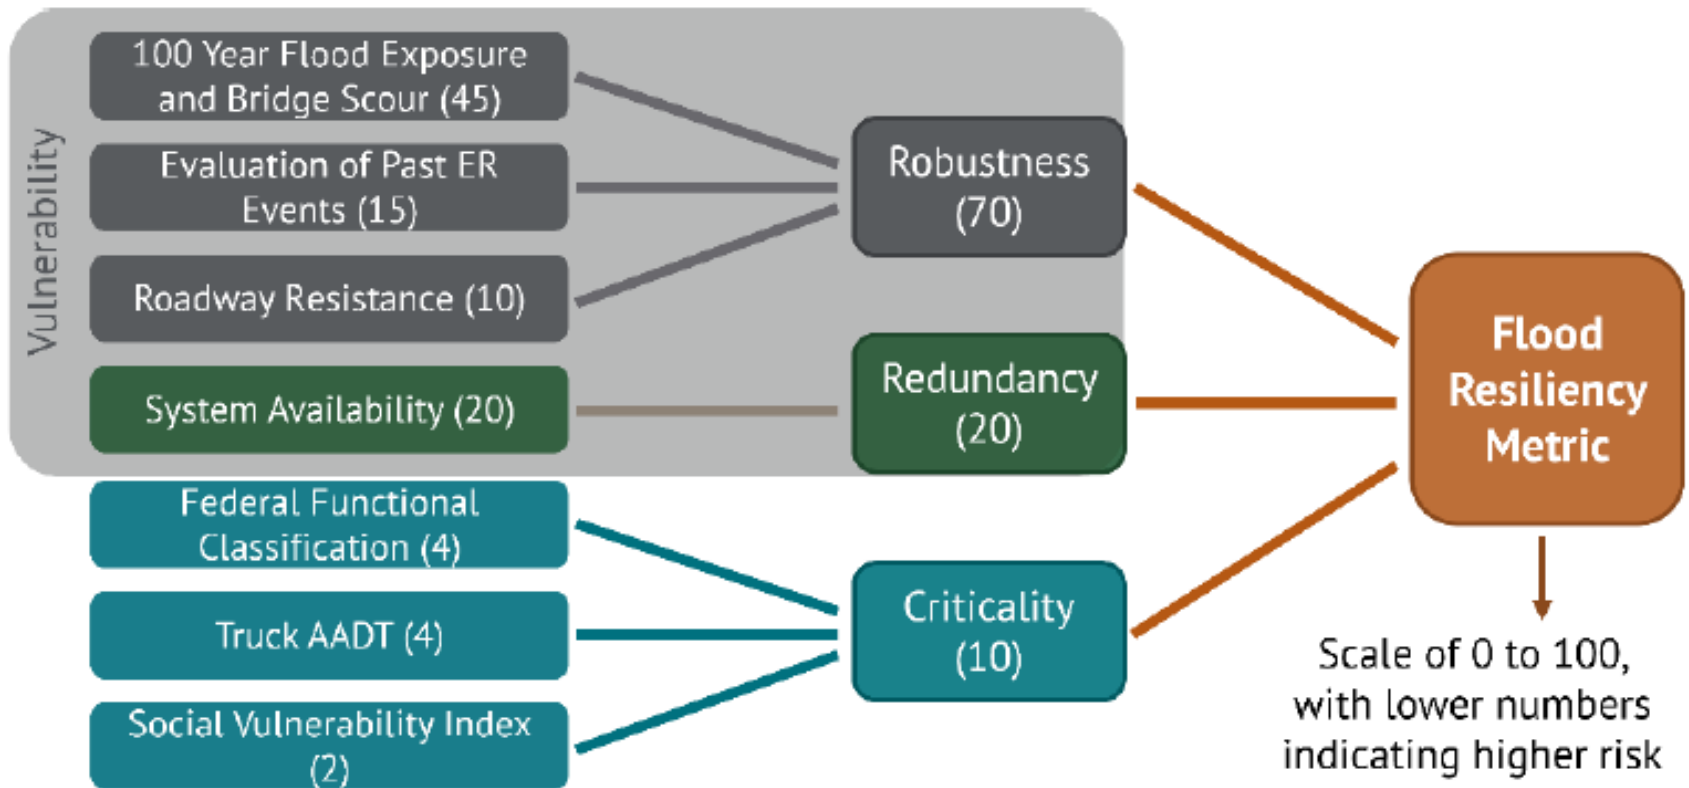 Vulnerability
100 Year Flood Exposure
and Bridge Scour (45)
Evaluation of Past ER
Events (15)
Roadway Resistance (10)
System Availability (20)
Federal Functional
Classification (4)
Truck AADT (4)
Social Vulnerability Index
(2)
Robustness
(70)
Redundancy
(20)
Criticality
(10)
Flood
Resiliency
Metric
Scale of 0 to 100,
with lower numbers
indicating higher risk